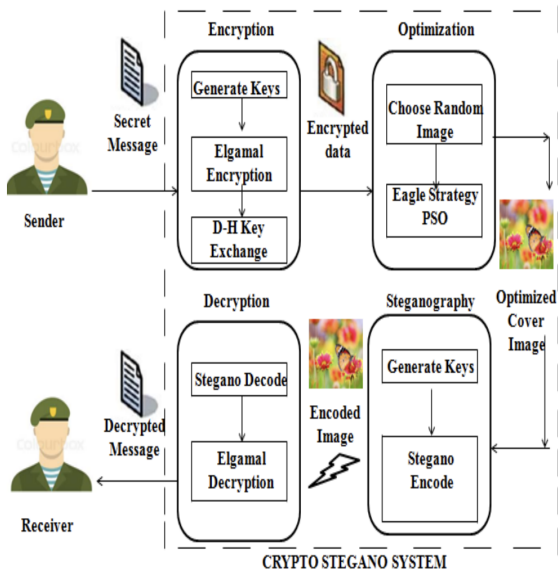 Encryption
Optimization
Secret
Message
Generate Keys
Elgamal
Encryption
D-H Key
Exchange
Encrypted
data
Choose Random
Image
Eagle Strategy
PSO
Sender
Optimized
Cover
Image
Decryption
Steganography
Decrypted
Message
Stegano Decode
Elgamal
Decryption
Encoded
Image
Generate Keys
Stegano
Encode
Receiver
CRYPTO STEGANO SYSTEM